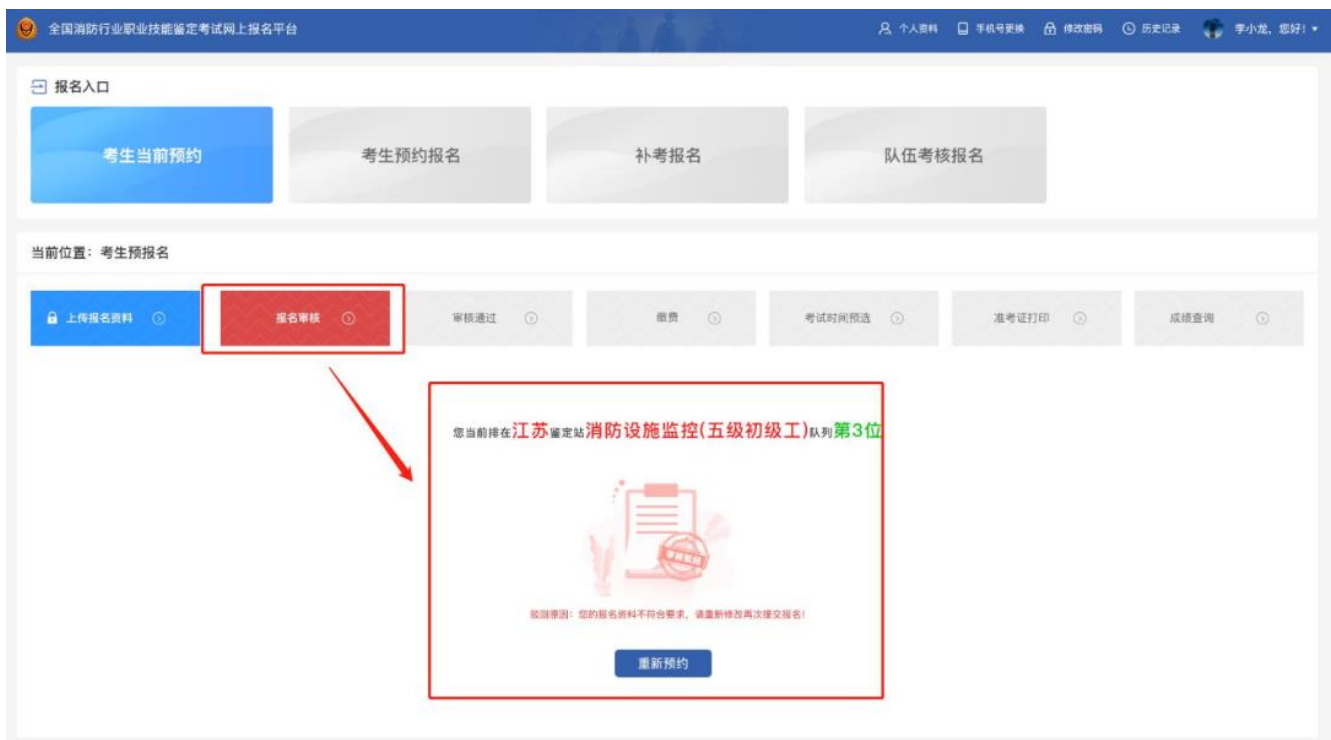 全国消防行业职业技能鉴定考试网上报名平台 个人资料 手机号更换 修改密码 历史记录 李小龙，您好!
报名入口
考生当前预约 考生预约报名 补考报名 队伍考核报名
当前位置：考生预报名
上传报名资料 报名审核 审核通过 缴费 考试时间预选 准考证打印 成绩查询
您当前排在江苏鉴定站消防设施监控(五级初级工)队列第3位
驳回原因：您的报名资料不符合要求，请重新修改再次提交报名!
重新预约